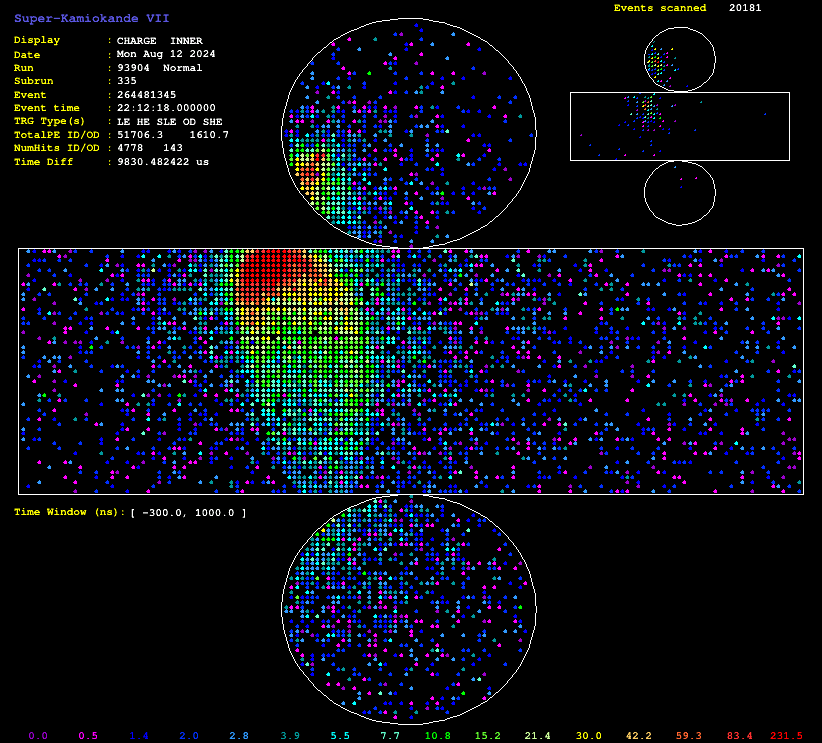 Super-Kamiokande VII
Events scanned 20181
Display : CHARGE INNER
Date : Mon Aug 12 2024
Run : 93904 Normal
Subrun : 335
Event : 264481345
Event time : 22:12:18.000000
TRG Type(s) : LE HE SLE OD SHE
TotalPE ID/OD : 51706.3 1610.7
NumHits ID/OD : 4778 143
Time Diff : 9830.482422 us
Time Window (ns): [ -300.0, 1000.0 ]
0.0 0.5 1.4 2.0 2.8 3.9 5.5 7.7 10.8 15.2 21.4 30.0 42.2 59.3 83.4 231.5